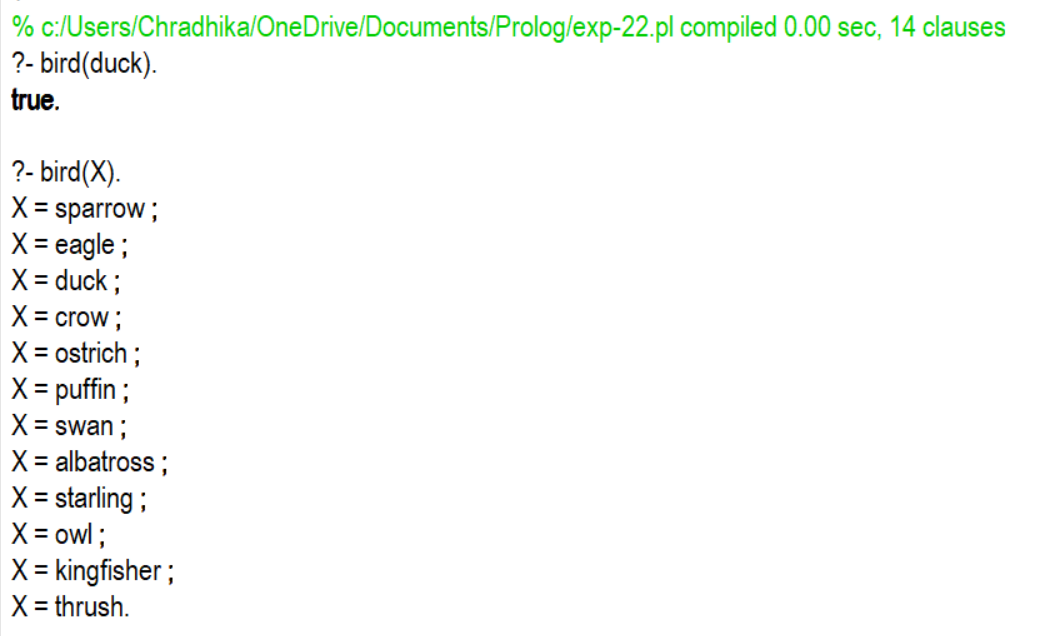 % c:/Users/Chradhika/OneDrive/Documents/Prolog/exp-22.pl compiled 0.00 sec, 14 clauses
?- bird(duck).
true.
?- bird(X).
X = sparrow ;
X = eagle ;
X = duck ;
X = crow ;
X = ostrich ;
X = puffin ;
X = swan ;
X = albatross ;
X = starling ;
X = owl ;
X = kingfisher ;
X = thrush.